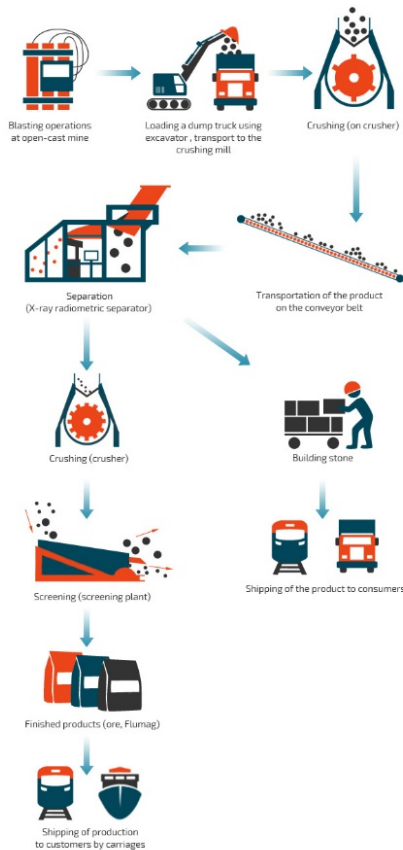 Blasting operations
at open-cast mine
Loading a dump truck using
excavator , transport to the
crushing mill
Crushing (on crusher)
Separation
(X-ray radiometric separator)
Transportation of the product
on the conveyor belt
Crushing (crusher)
Building stone
Screening (screening plant)
Shipping of the product to consumers
Finished products (ore, Flumag)
Shipping of production
to customers by carriages